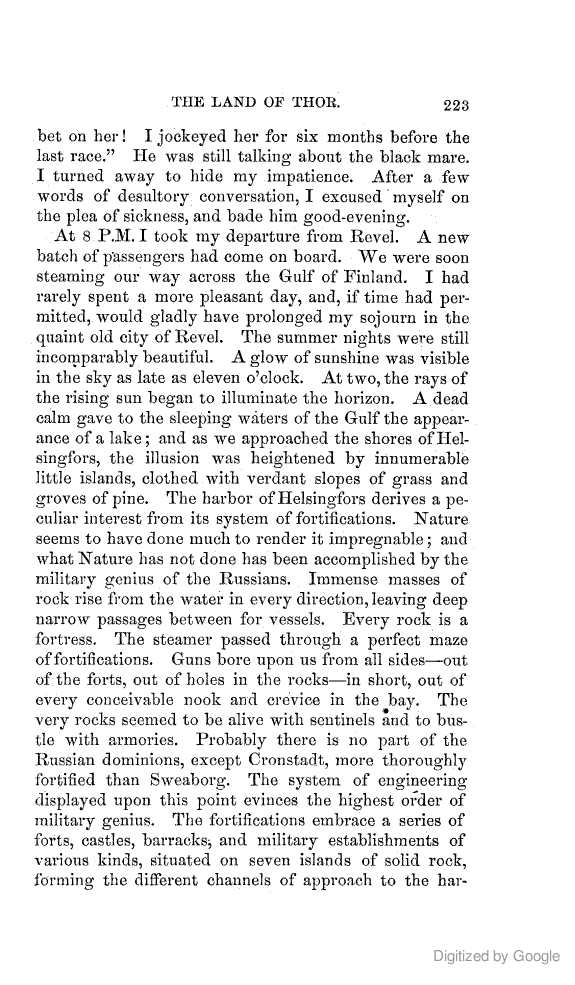 THE LAND OF THOR. 223
bet on her! I jockeyed her for six months before the
last race.” He was still talking about the black mare.
I turned away to hide my impatience. After a few
words of desultory conversation, I excused myself on
the plea of sickness, and bade him good-evening.
At 8 P.M. I took my departure from Revel. A new
batch of passengers had come on board. We were soon
steaming our way across the Gulf of Finland. I had
rarely spent a more pleasant day, and, if time had per-
mitted, would gladly have prolonged my sojourn in the
quaint old city of Revel. The summer nights were still
incomparably beautiful. A glow of sunshine was visible
in the sky as late as eleven o’clock. At two, the rays of
the rising sun began to illuminate the horizon. A dead
calm gave to the sleeping waters of the Gulf the appear-
ance of a lake; and as we approached the shores of Hel-
singfors, the illusion was heightened by innumerable
little islands, clothed with verdant slopes of grass and
groves of pine. The harbor of Helsingfors derives a pe-
culiar interest from its system of fortifications. Nature
seems to have done much to render it impregnable; and
what Nature has not done has been accomplished by the
military genius of the Russians. Immense masses of
rock rise from the water in every direction, leaving deep
narrow passages between for vessels. Every rock is a
fortress. The steamer passed through a perfect maze
of fortifications. Guns bore upon us from all sides—out
of the forts, out of holes in the rocks—in short, out of
every conceivable nook and crevice in the bay. The
very rocks seemed to be alive with sentinels and to bus-
tle with armories. Probably there is no part of the
Russian dominions, except Cronstadt, more thoroughly
fortified than Sweaborg. The system of engineering
displayed upon this point evinces the highest order of
military genius. The fortifications embrace a series of
forts, castles, barracks, and military establishments of
various kinds, situated on seven islands of solid rock,
forming the different channels of approach to the har-
Digitized by Google